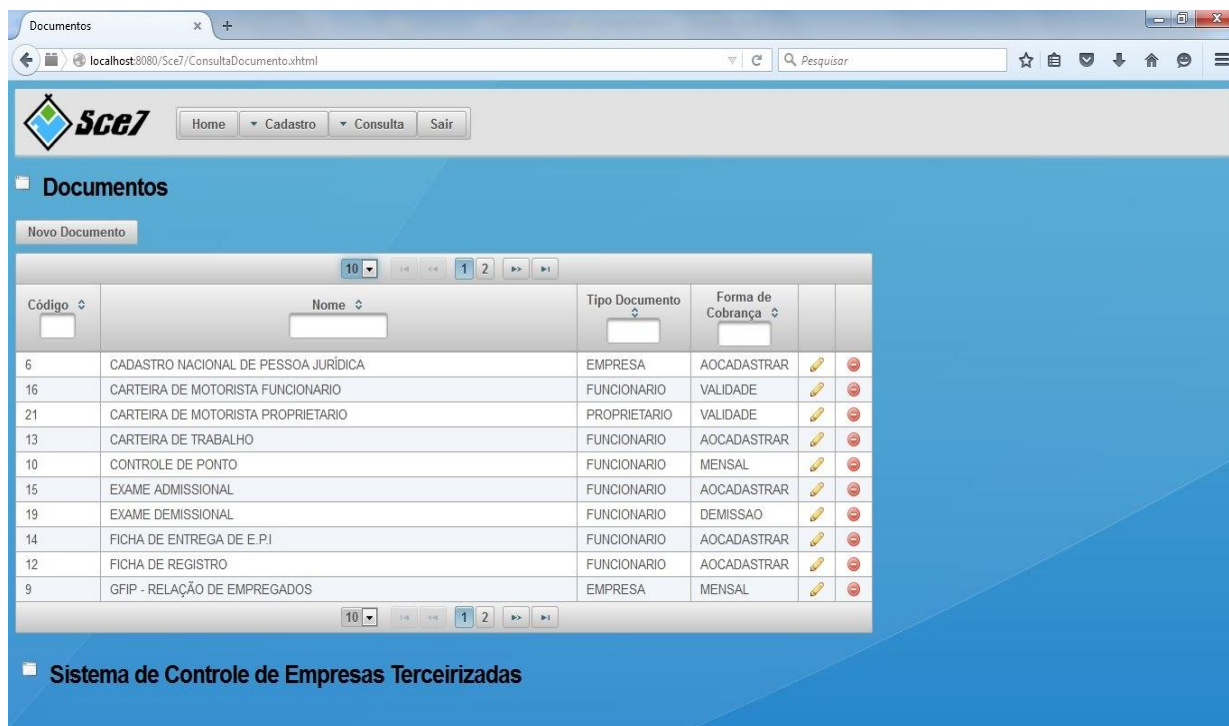 Documentos
localhost:8080/Sce7/ConsultaDocumento.xhtml
Pesquisar
Sce7
Home Cadastro Consulta Sair
Documentos
Novo Documento
10 1 2
Código Nome Tipo Documento Forma de Cobrança
6 CADASTRO NACIONAL DE PESSOA JURÍDICA EMPRESA AOCADASTRAR
16 CARTEIRA DE MOTORISTA FUNCIONARIO FUNCIONARIO VALIDADE
21 CARTEIRA DE MOTORISTA PROPRIETARIO PROPRIETARIO VALIDADE
13 CARTEIRA DE TRABALHO FUNCIONARIO AOCADASTRAR
10 CONTROLE DE PONTO FUNCIONARIO MENSAL
15 EXAME ADMISSIONAL FUNCIONARIO AOCADASTRAR
19 EXAME DEMISSIONAL FUNCIONARIO DEMISSAO
14 FICHA DE ENTREGA DE E.P.I FUNCIONARIO AOCADASTRAR
12 FICHA DE REGISTRO FUNCIONARIO AOCADASTRAR
9 GFIP - RELAÇÃO DE EMPREGADOS EMPRESA MENSAL
10 1 2
Sistema de Controle de Empresas Terceirizadas